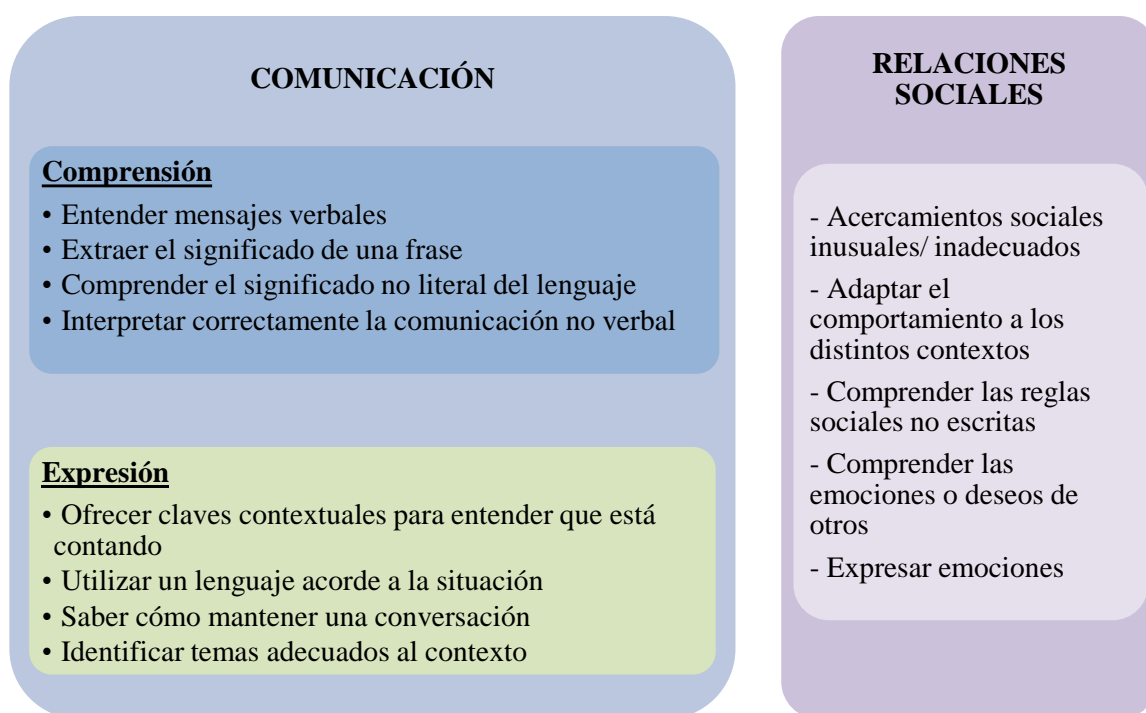 COMUNICACIÓN
Comprensión
• Entender mensajes verbales
• Extraer el significado de una frase
• Comprender el significado no literal del lenguaje
• Interpretar correctamente la comunicación no verbal
Expresión
• Ofrecer claves contextuales para entender que está
contando
• Utilizar un lenguaje acorde a la situación
• Saber cómo mantener una conversación
• Identificar temas adecuados al contexto
RELACIONES
SOCIALES
- Acercamientos sociales
inusuales/ inadecuados
- Adaptar el
comportamiento a los
distintos contextos
- Comprender las reglas
sociales no escritas
- Comprender las
emociones o deseos de
otros
- Expresar emociones